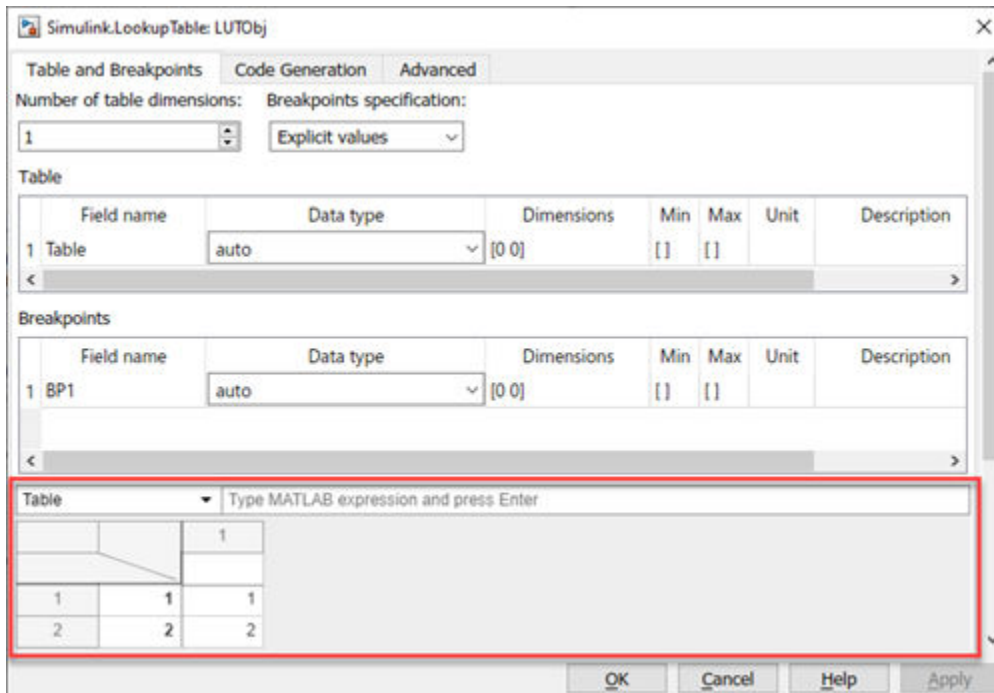 Simulink.LookupTable: LUTObj
Table and Breakpoints Code Generation Advanced
Number of table dimensions: Breakpoints specification:
1 Explicit values
Table
Field name Data type Dimensions Min Max Unit Description
1 Table auto [0 0] [ ] [ ]
Breakpoints
Field name Data type Dimensions Min Max Unit Description
1 BP1 auto [0 0] [ ] [ ]
Table Type MATLAB expression and press Enter
1
1 1 1
2 2 2
OK Cancel Help Apply